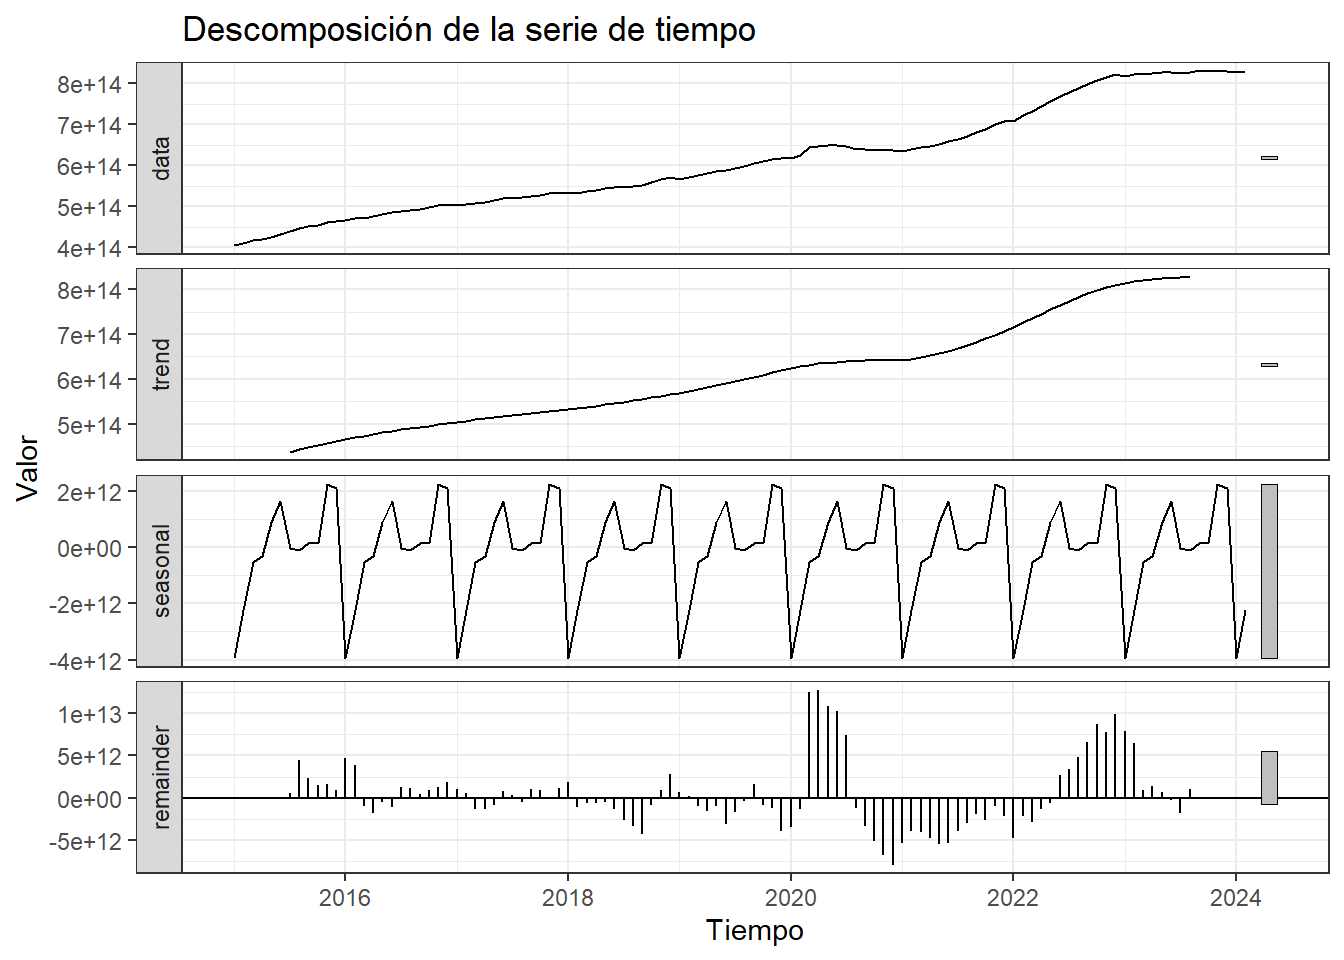 Descomposición de la serie de tiempo
Valor
data
8e+14
7e+14
6e+14
5e+14
4e+14
trend
8e+14
7e+14
6e+14
5e+14
seasonal
2e+12
0e+00
-2e+12
-4e+12
remainder
1e+13
5e+12
0e+00
-5e+12
2016 2018 2020 2022 2024
Tiempo